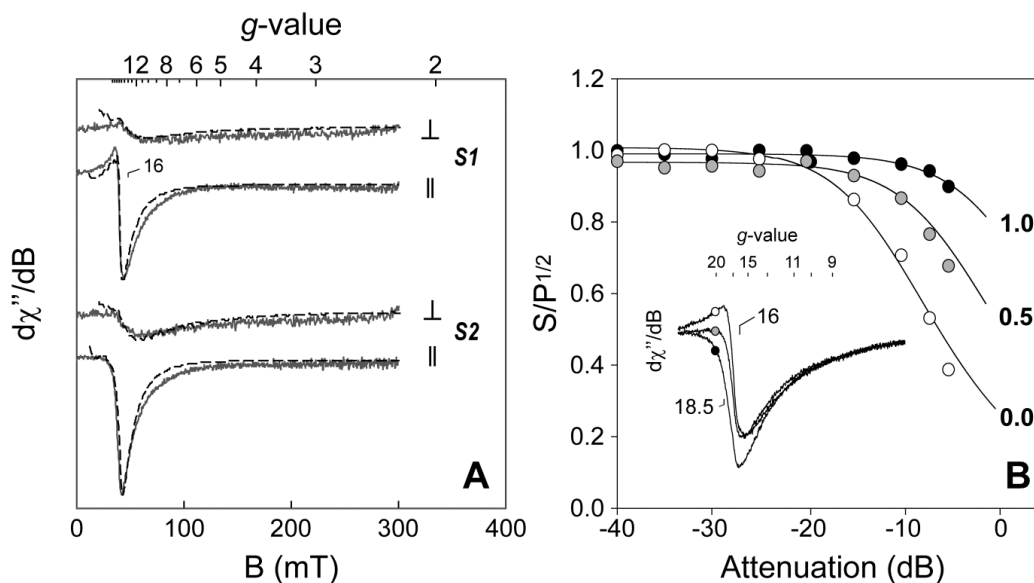 g-value
12 8 6 5 4 3 2
⊥
S1
16
||
⊥
S2
||
dχ''/dB
A
0 100 200 300 400
B (mT)
1.2
1.0
0.8
0.6
0.4
0.2
0.0
S/P1/2
1.0
0.5
0.0
g-value
20 15 11 9
16
18.5
dχ''/dB
B
-40 -30 -20 -10 0
Attenuation (dB)